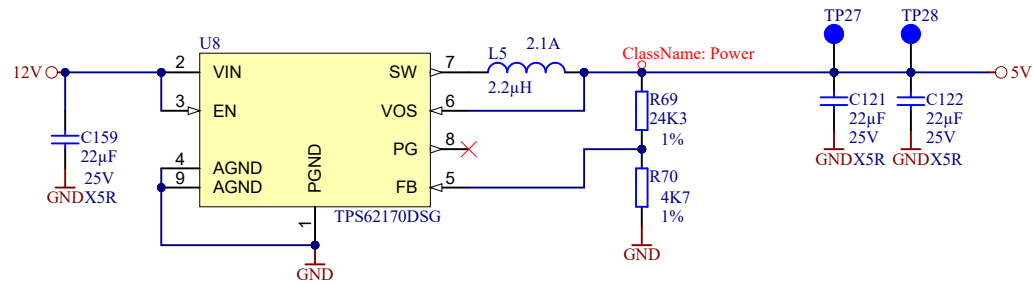 TP27
TP28
U8
2.1A
ClassName: Power
L5
12V
2
VIN
SW
7
5V
2.2µH
3
EN
VOS
6
R69
24K3
1%
C121
22µF
25V
GND
X5R
C122
22µF
25V
GND
X5R
C159
22µF
25V
GND
X5R
PG
8
4
AGND
9
AGND
PGND
FB
5
R70
4K7
1%
1
TPS62170DSG
GND
GND